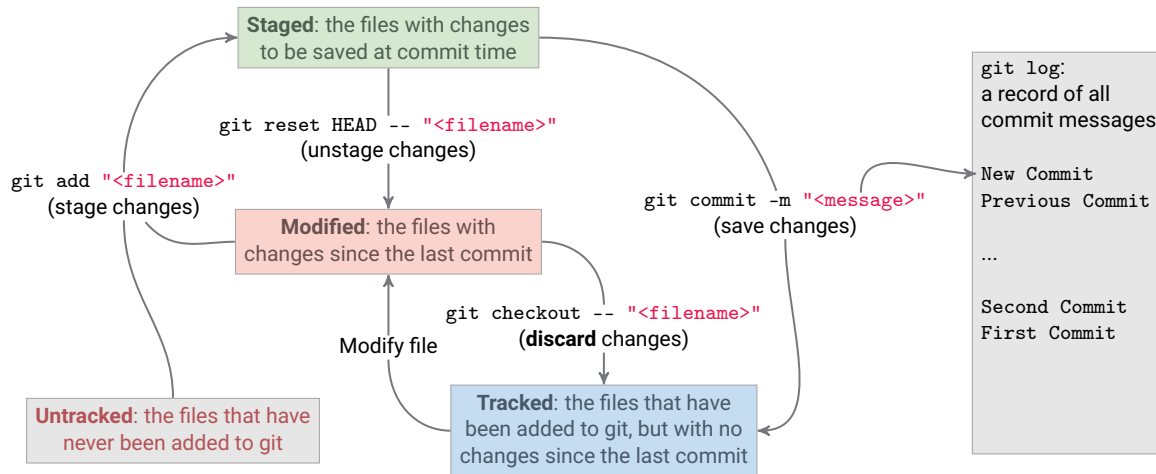 Staged: the files with changes
to be saved at commit time
git reset HEAD -- "<filename>"
(unstage changes)
git add "<filename>"
(stage changes)
Modified: the files with
changes since the last commit
git commit -m "<message>"
(save changes)
git checkout -- "<filename>"
(discard changes)
Modify file
Untracked: the files that have
never been added to git
Tracked: the files that have
been added to git, but with no
changes since the last commit
git log:
a record of all
commit messages
New Commit
Previous Commit
...
Second Commit
First Commit